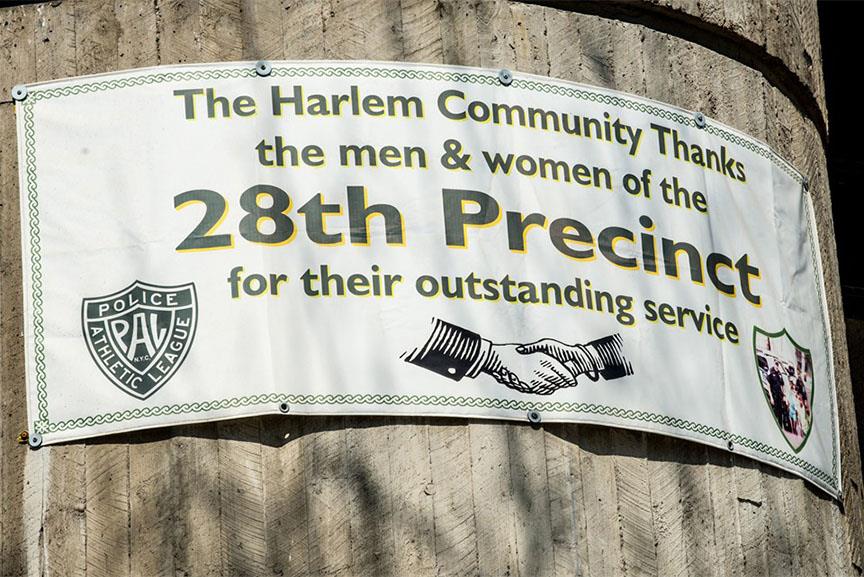 The Harlem Community Thanks
the men & women of the
28th Precinct
for their outstanding service
POLICE
PAL
N.Y.C.
ATHLETIC LEAGUE